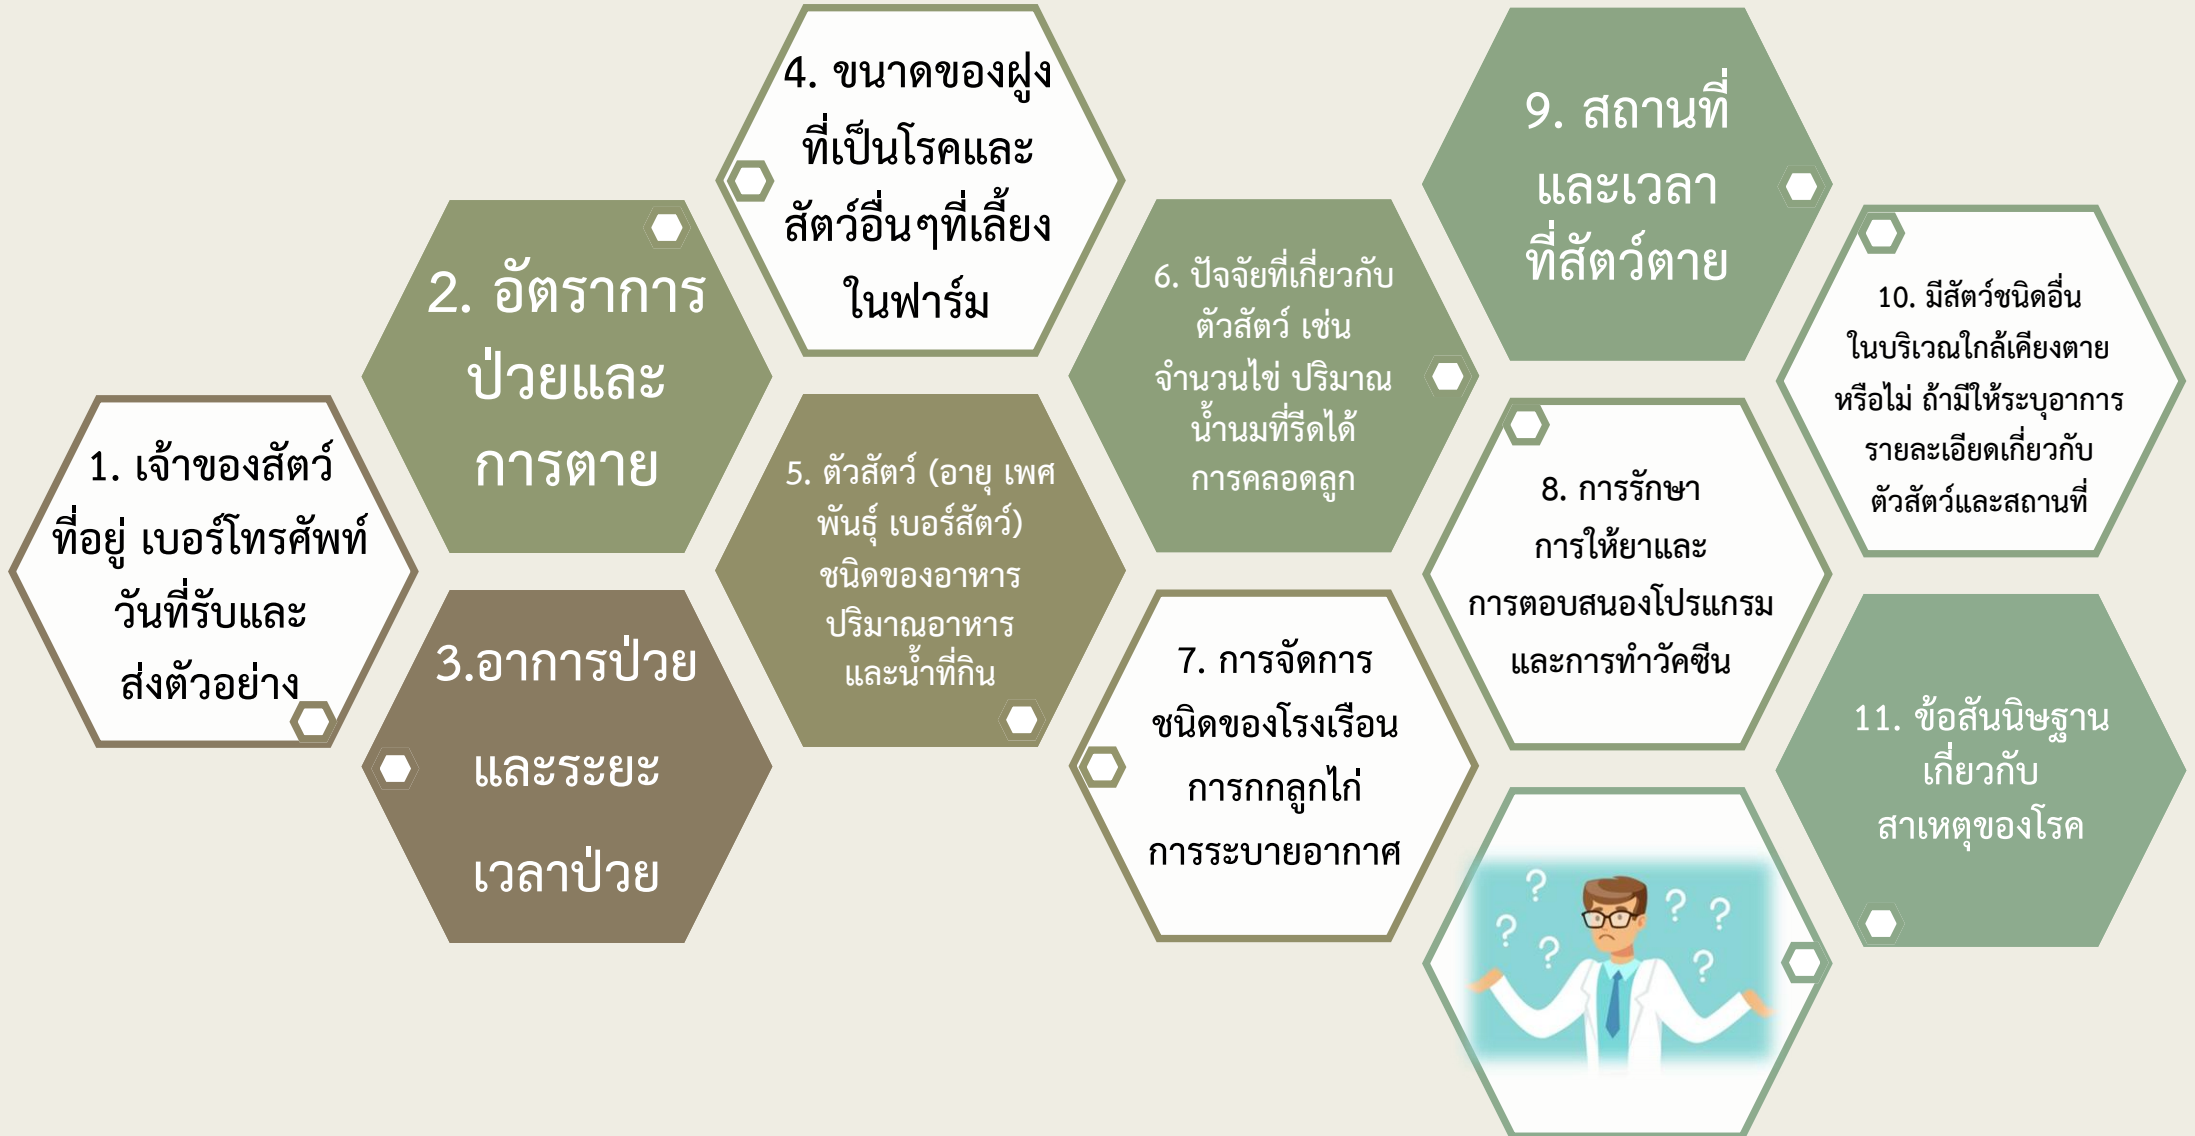 1. เจ้าของสัตว์
ที่อยู่ เบอร์โทรศัพท์
วันที่รับและ
ส่งตัวอย่าง
2. อัตราการ
ป่วยและ
การตาย
3.อาการป่วย
และระยะ
เวลาป่วย
4. ขนาดของฝูง
ที่เป็นโรคและ
สัตว์อื่นๆที่เลี้ยง
ในฟาร์ม
5. ตัวสัตว์ (อายุ เพศ
พันธุ์ เบอร์สัตว์)
ชนิดของอาหาร
ปริมาณอาหาร
และน้ำที่กิน
6. ปัจจัยที่เกี่ยวกับ
ตัวสัตว์ เช่น
จำนวนไข่ ปริมาณ
น้ำนมที่รีดได้
การคลอดลูก
7. การจัดการ
ชนิดของโรงเรือน
การกกลูกไก่
การระบายอากาศ
8. การรักษา
การให้ยาและ
การตอบสนองโปรแกรม
และการทำวัคซีน
9. สถานที่
และเวลา
ที่สัตว์ตาย
10. มีสัตว์ชนิดอื่น
ในบริเวณใกล้เคียงตาย
หรือไม่ ถ้ามีให้ระบุอาการ
รายละเอียดเกี่ยวกับ
ตัวสัตว์และสถานที่
11. ข้อสันนิษฐาน
เกี่ยวกับ
สาเหตุของโรค
? ? ? ? ? ?